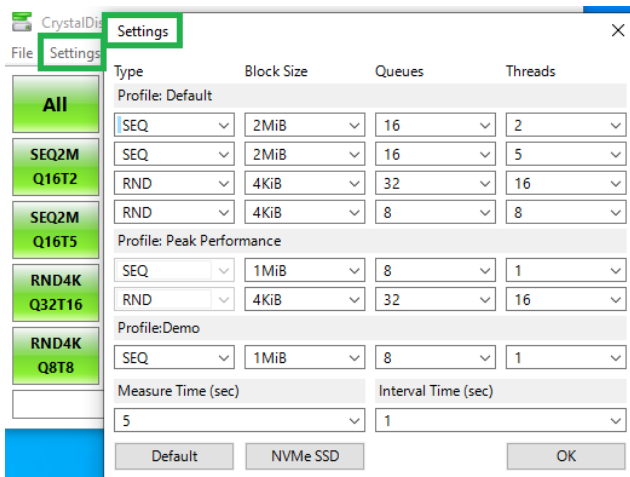 CrystalDis
Settings
File Settings
Type Block Size Queues Threads
Profile: Default
All
SEQ 2MiB 16 2
SEQ 2MiB 16 5
SEQ2M
Q16T2
RND 4KiB 32 16
RND 4KiB 8 8
SEQ2M
Q16T5
Profile: Peak Performance
SEQ 1MiB 8 1
RND 4KiB 32 16
RND4K
Q32T16
Profile:Demo
SEQ 1MiB 8 1
RND4K
Q8T8
Measure Time (sec) Interval Time (sec)
5 1
Default NVMe SSD OK